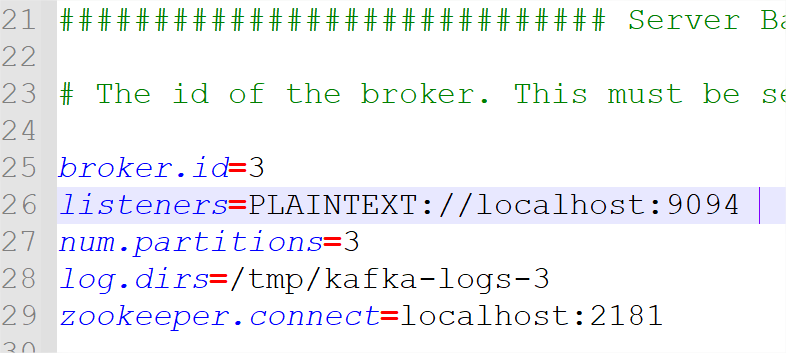 21 ############################# Server Ba
22
23 # The id of the broker. This must be se
24
25 broker.id=3
26 listeners=PLAINTEXT://localhost:9094
27 num.partitions=3
28 log.dirs=/tmp/kafka-logs-3
29 zookeeper.connect=localhost:2181
30